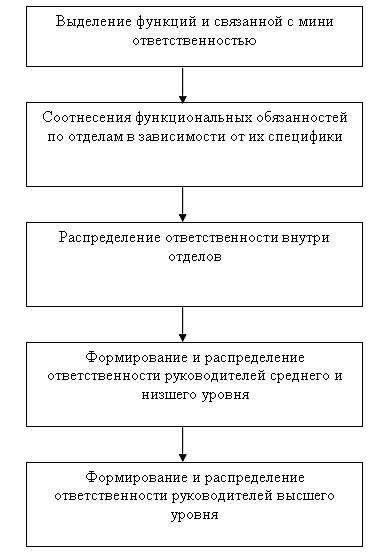 Выделение функций и связанной с мини
ответственностью
Соотнесения функциональных обязанностей
по отделам в зависимости от их специфики
Распределение ответственности внутри
отделов
Формирование и распределение
ответственности руководителей среднего и
низшего уровня
Формирование и распределение
ответственности руководителей высшего
уровня